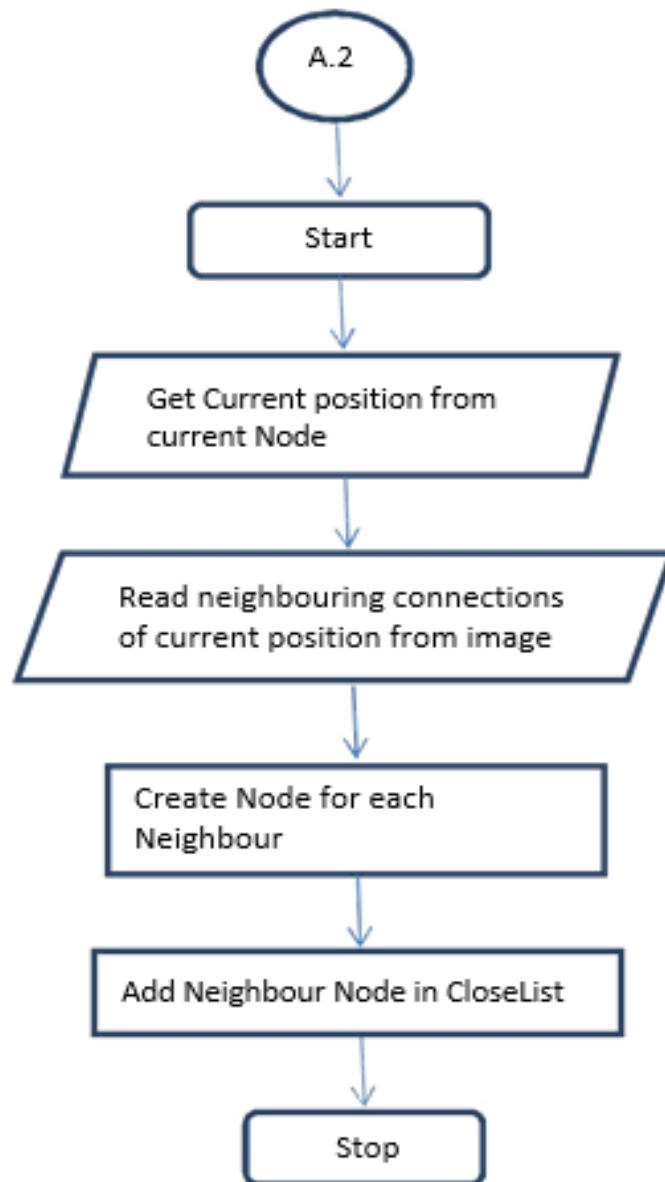 A.2
Start
Get Current position from
current Node
Read neighbouring connections
of current position from image
Create Node for each
Neighbour
Add Neighbour Node in CloseList
Stop